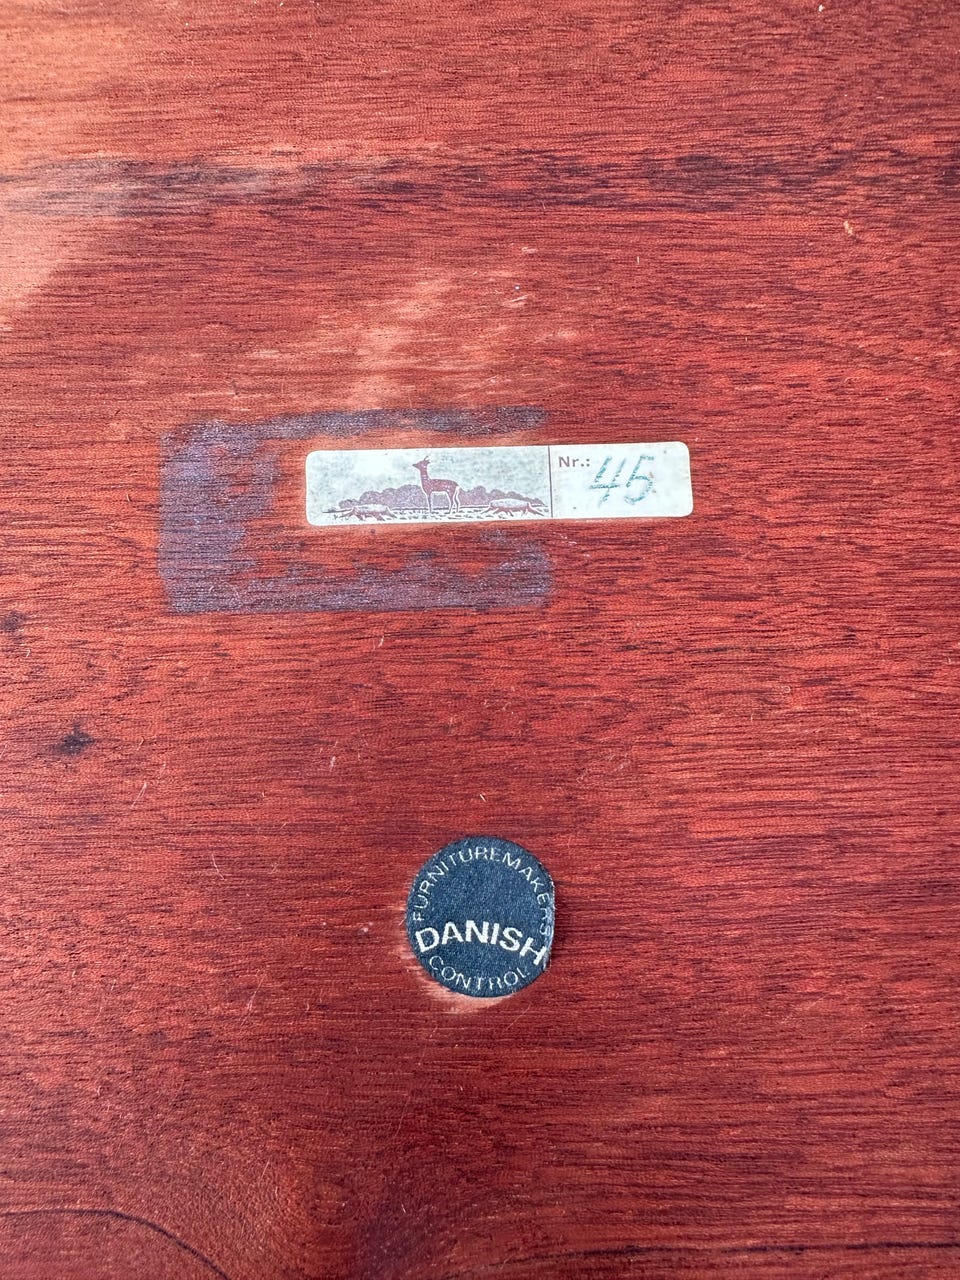 Nr.: 45
FURNITUREMAKERS
DANISH
CONTROL